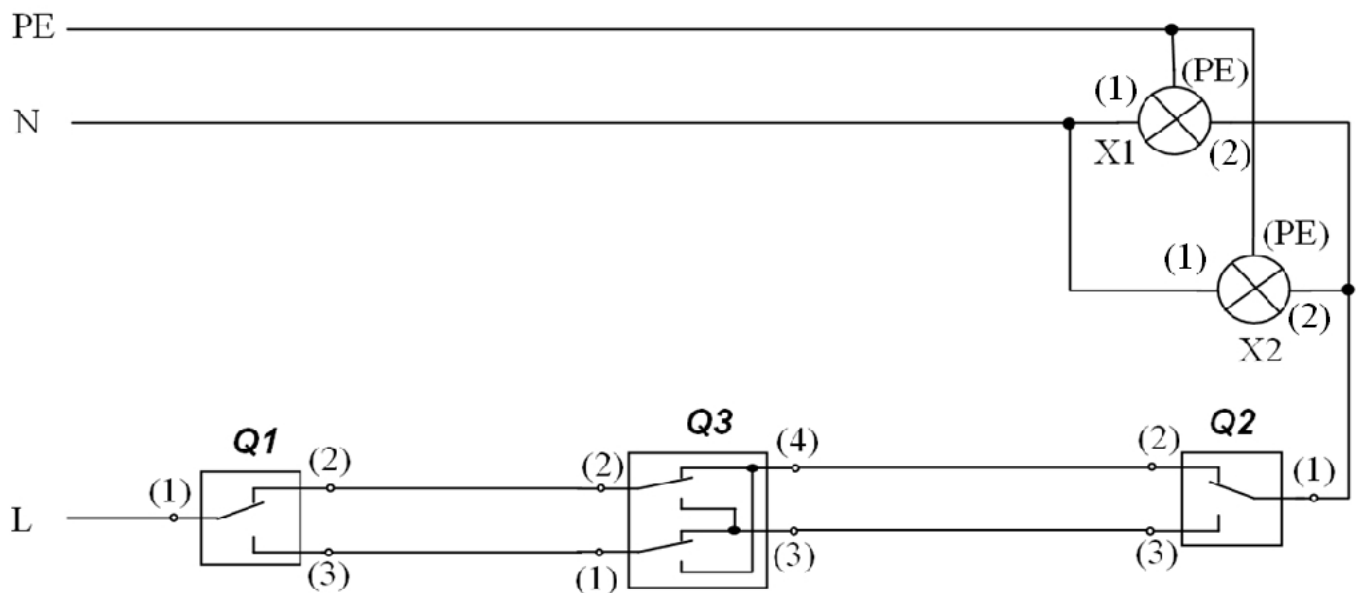 PE
(1) (PE)
N
X1 (2)
(1) (PE)
(2)
X2
Q1 Q3 Q2
(2) (2) (4) (2) (1)
(1)
L
(3) (1) (3) (3)